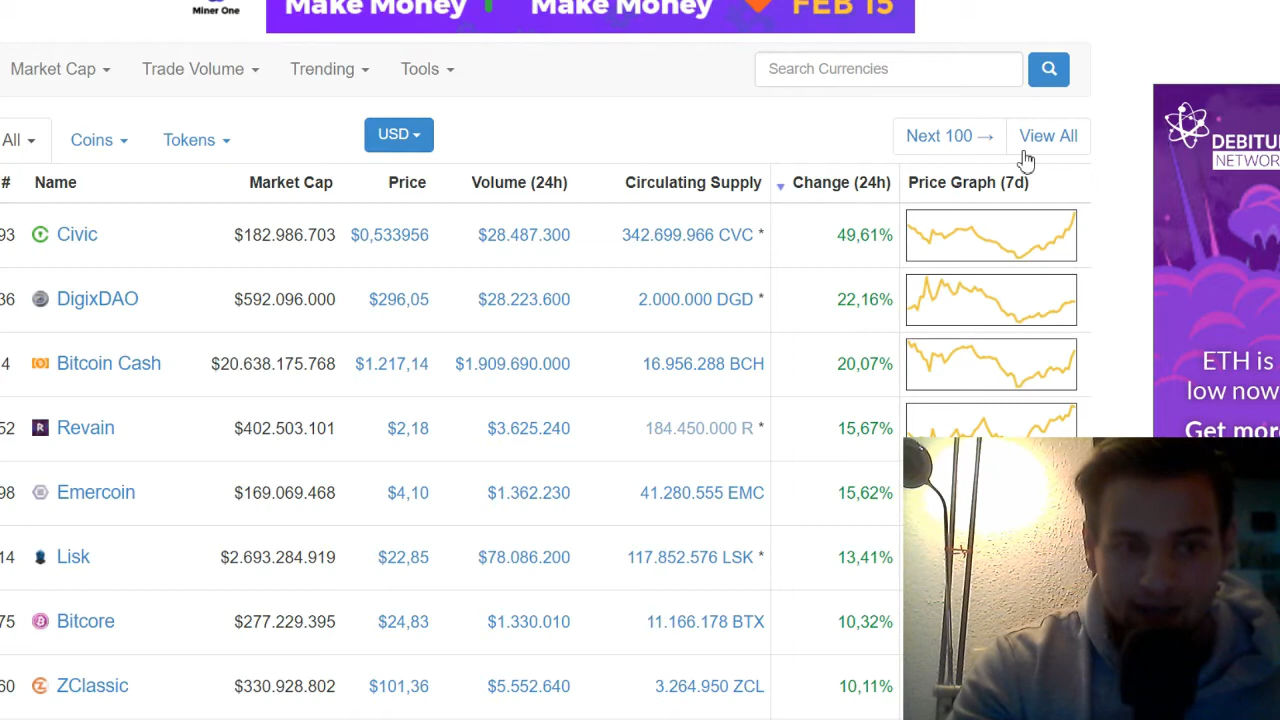 Miner One
Make Money Make Money FEB 15
Market Cap Trade Volume Trending Tools Search Currencies
All Coins Tokens USD Next 100 → View All
# Name Market Cap Price Volume (24h) Circulating Supply Change (24h) Price Graph (7d)
93 Civic $182.986.703 $0,533956 $28.487.300 342.699.966 CVC * 49,61%
36 DigixDAO $592.096.000 $296,05 $28.223.600 2.000.000 DGD * 22,16%
4 Bitcoin Cash $20.638.175.768 $1.217,14 $1.909.690.000 16.956.288 BCH 20,07%
52 Revain $402.503.101 $2,18 $3.625.240 184.450.000 R * 15,67%
98 Emercoin $169.069.468 $4,10 $1.362.230 41.280.555 EMC 15,62%
14 Lisk $2.693.284.919 $22,85 $78.086.200 117.852.576 LSK * 13,41%
75 Bitcore $277.229.395 $24,83 $1.330.010 11.166.178 BTX 10,32%
60 ZClassic $330.928.802 $101,36 $5.552.640 3.264.950 ZCL 10,11%
DEBITU
NETWOR
ETH is
low now
Get more